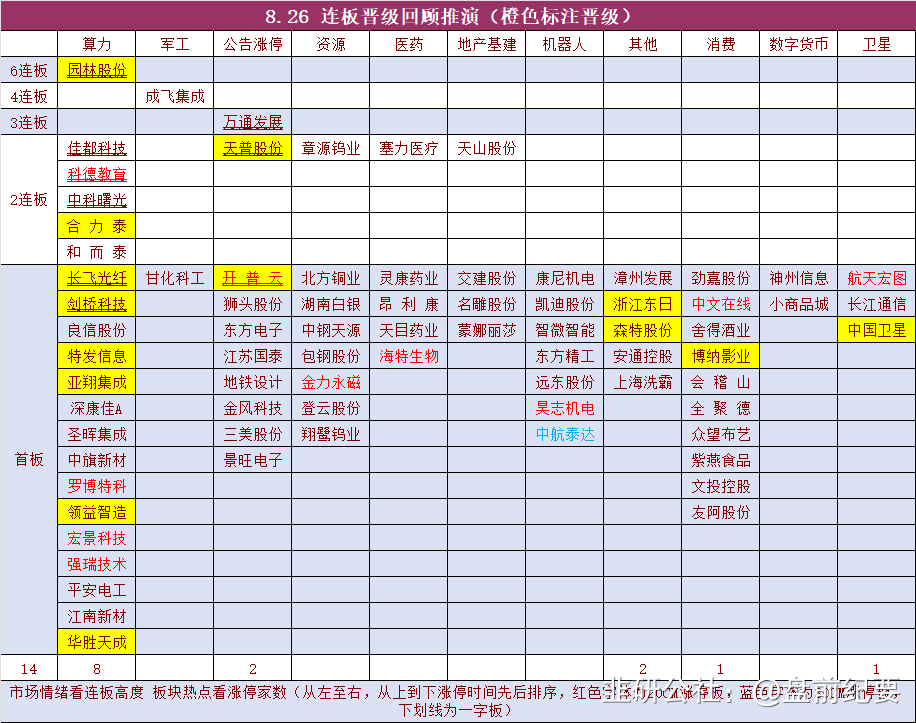 8.26 连板晋级回顾推演（橙色标注晋级）
算力 军工 公告涨停 资源 医药 地产基建 机器人 其他 消费 数字货币 卫星
6连板 园林股份
4连板 成飞集成
3连板 万通发展
佳都科技 天普股份 章源钨业 塞力医疗 天山股份
科德教育
2连板 中科曙光
合力泰
和而泰
长飞光纤 甘化科工 开普云 北方铜业 灵康药业 交建股份 康尼机电 漳州发展 劲嘉股份 神州信息 航天宏图
剑桥科技 狮头股份 湖南白银 昂利康 名雕股份 凯迪股份 浙江东日 中文在线 小商品城 长江通信
良信股份 东方电子 中钢天源 天目药业 蒙娜丽莎 智微智能 森特股份 舍得酒业 中国卫星
特发信息 江苏国泰 包钢股份 海特生物 东方精工 安通控股 博纳影业
亚翔集成 地铁设计 金力永磁 远东股份 上海洗霸 会稽山
深康佳A 金风科技 登云股份 昊志机电 全聚德
圣晖集成 三美股份 翔鹭钨业 中航泰达 众望布艺
首板 中旗新材 景旺电子 紫燕食品
罗博特科 文投控股
领益智造 友阿股份
宏景科技
强瑞技术
平安电工
江南新材
华胜天成
14 8 2 2 1 1
市场情绪看连板高度 板块热点看涨停家数（从左至右，从上到下涨停时间先后排序，红色
下划线为一字板）
韭研公社：@盘前纪要